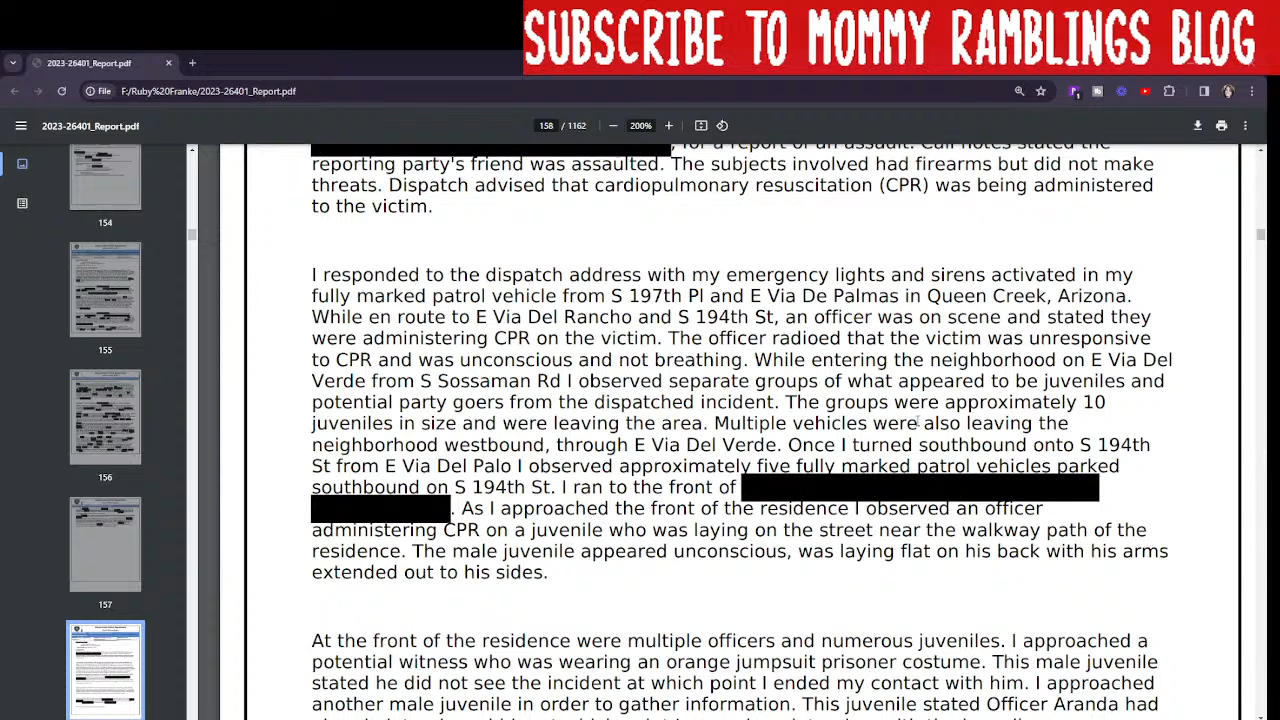 SUBSCRIBE TO MOMMY RAMBLINGS BLOG
2023-26401_Report.pdf
File F:/Ruby%20Franke/2023-26401_Report.pdf
2023-26401_Report.pdf
158 / 1162
200%
154
155
156
157
, for a report of an assault. Call notes stated the
reporting party's friend was assaulted. The subjects involved had firearms but did not make
threats. Dispatch advised that cardiopulmonary resuscitation (CPR) was being administered
to the victim.
I responded to the dispatch address with my emergency lights and sirens activated in my
fully marked patrol vehicle from S 197th Pl and E Via De Palmas in Queen Creek, Arizona.
While en route to E Via Del Rancho and S 194th St, an officer was on scene and stated they
were administering CPR on the victim. The officer radioed that the victim was unresponsive
to CPR and was unconscious and not breathing. While entering the neighborhood on E Via Del
Verde from S Sossaman Rd I observed separate groups of what appeared to be juveniles and
potential party goers from the dispatched incident. The groups were approximately 10
juveniles in size and were leaving the area. Multiple vehicles were also leaving the
neighborhood westbound, through E Via Del Verde. Once I turned southbound onto S 194th
St from E Via Del Palo I observed approximately five fully marked patrol vehicles parked
southbound on S 194th St. I ran to the front of
. As I approached the front of the residence I observed an officer
administering CPR on a juvenile who was laying on the street near the walkway path of the
residence. The male juvenile appeared unconscious, was laying flat on his back with his arms
extended out to his sides.
At the front of the residence were multiple officers and numerous juveniles. I approached a
potential witness who was wearing an orange jumpsuit prisoner costume. This male juvenile
stated he did not see the incident at which point I ended my contact with him. I approached
another male juvenile in order to gather information. This juvenile stated Officer Aranda had